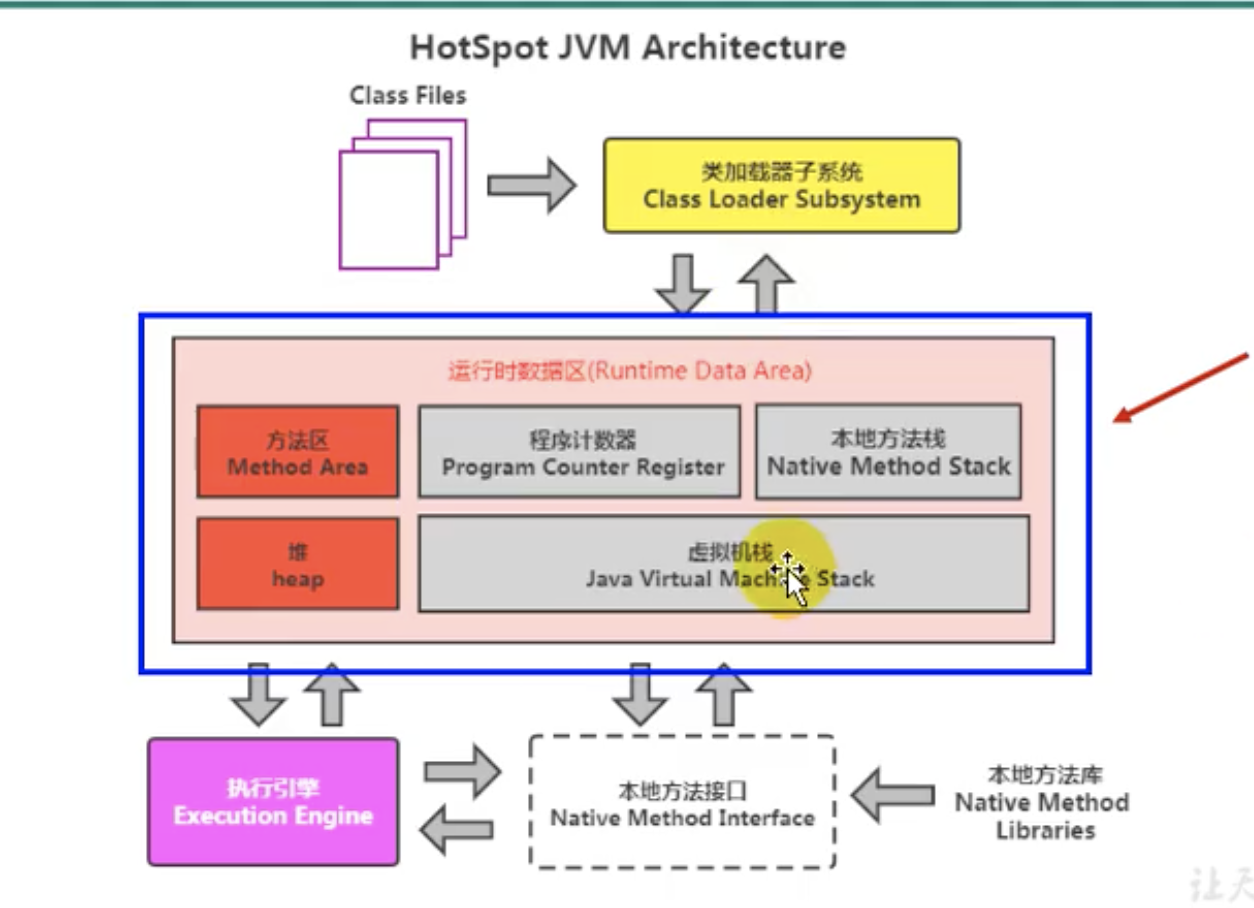 HotSpot JVM Architecture
Class Files
类加载器子系统
Class Loader Subsystem
运行时数据区(Runtime Data Area)
方法区
Method Area
程序计数器
Program Counter Register
本地方法栈
Native Method Stack
堆
heap
虚拟机栈
Java Virtual Machine Stack
执行引擎
Execution Engine
本地方法接口
Native Method Interface
本地方法库
Native Method
Libraries
让天